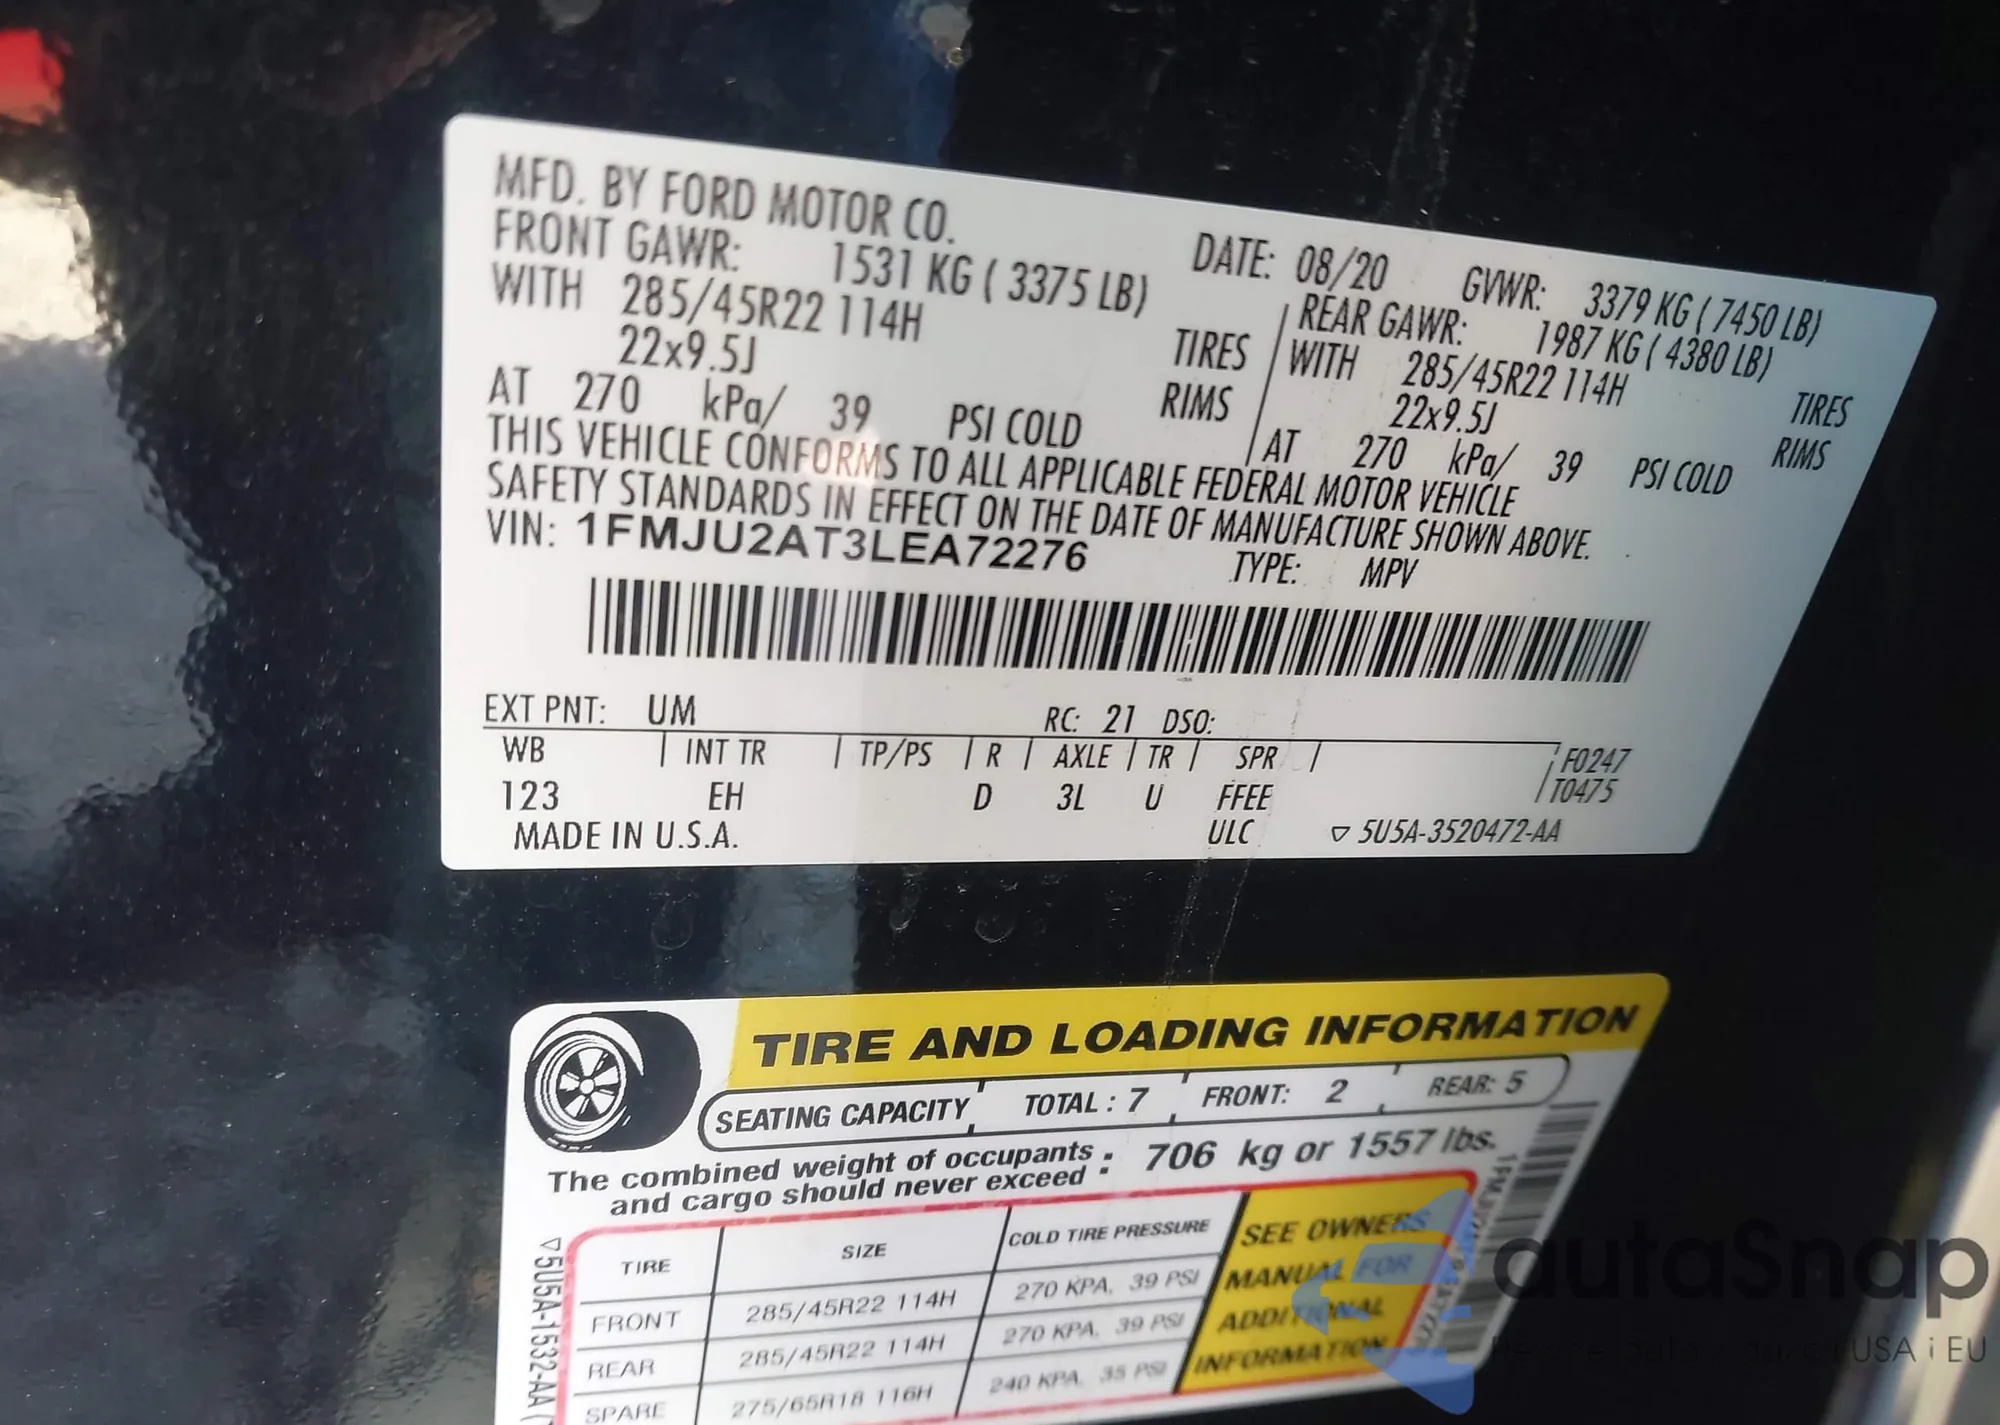 MFD. BY FORD MOTOR CO. DATE: 08/20 GVWR: 3379 KG ( 7450 LB)
FRONT GAWR: 1531 KG ( 3375 LB) REAR GAWR: 1987 KG ( 4380 LB)
WITH 285/45R22 114H TIRES WITH 285/45R22 114H TIRES
22x9.5J RIMS 22x9.5J RIMS
AT 270 kPa/ 39 PSI COLD AT 270 kPa/ 39 PSI COLD
THIS VEHICLE CONFORMS TO ALL APPLICABLE FEDERAL MOTOR VEHICLE
SAFETY STANDARDS IN EFFECT ON THE DATE OF MANUFACTURE SHOWN ABOVE.
VIN: 1FMJU2AT3LEA72276 TYPE: MPV
EXT PNT: UM RC: 21 DSO:
WB INT TR TP/PS R AXLE TR SPR F0247
123 EH D 3L U FFEE T0475
MADE IN U.S.A. ULC ▽ 5U5A-3520472-AA
TIRE AND LOADING INFORMATION
SEATING CAPACITY TOTAL : 7 FRONT: 2 REAR: 5
The combined weight of occupants and cargo should never exceed : 706 kg or 1557 lbs.
TIRE SIZE COLD TIRE PRESSURE
FRONT 285/45R22 114H 270 KPA, 39 PSI
REAR 285/45R22 114H 270 KPA, 39 PSI
SPARE 275/65R18 116H 240 KPA, 35 PSI
SEE OWNERS
MANUAL FOR
ADDITIONAL
INFORMATION
▽5U5A-1532-AA
autaSnap
USA i EU